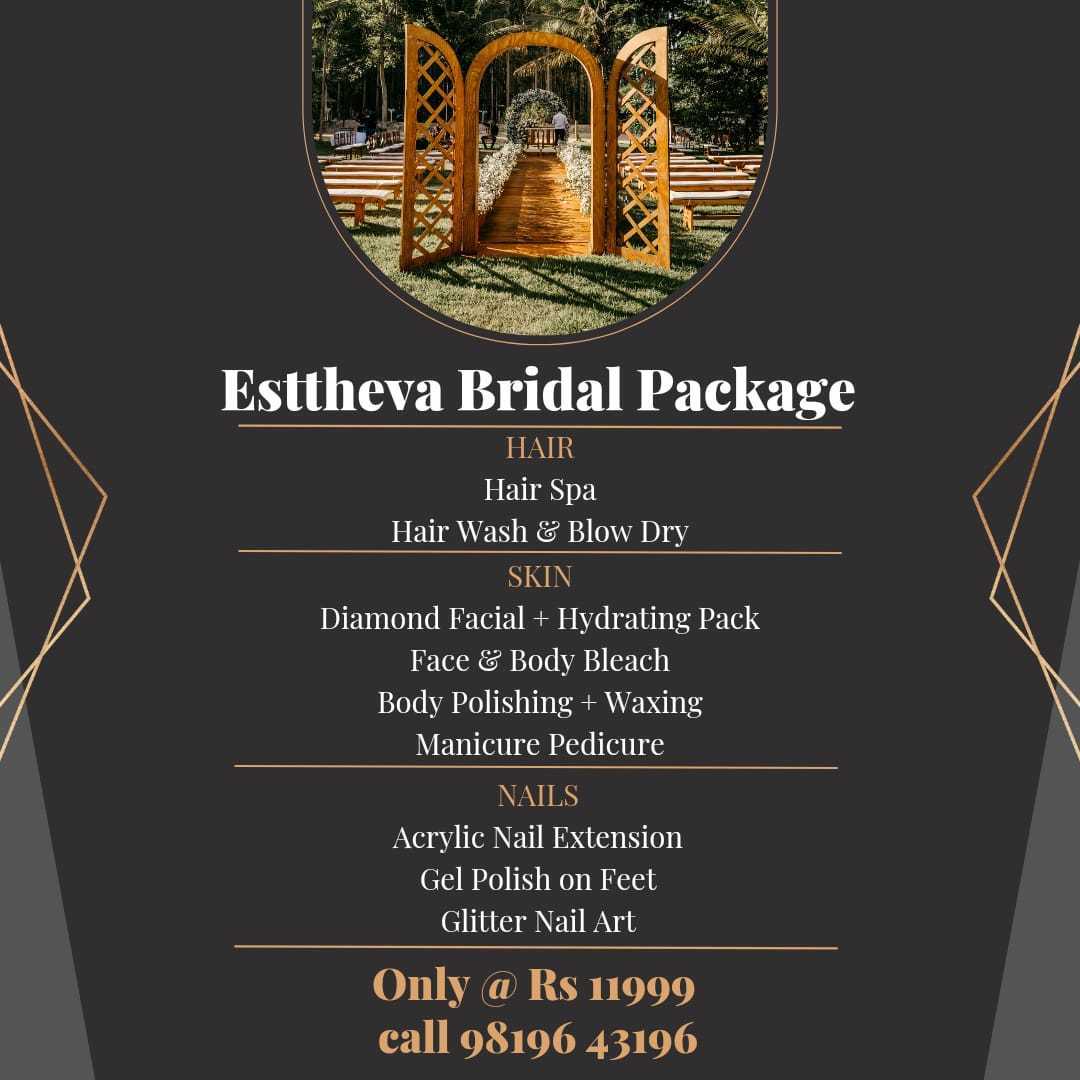 Esttheva Bridal Package
HAIR
Hair Spa
Hair Wash & Blow Dry
SKIN
Diamond Facial + Hydrating Pack
Face & Body Bleach
Body Polishing + Waxing
Manicure Pedicure
NAILS
Acrylic Nail Extension
Gel Polish on Feet
Glitter Nail Art
Only @ Rs 11999
call 98196 43196